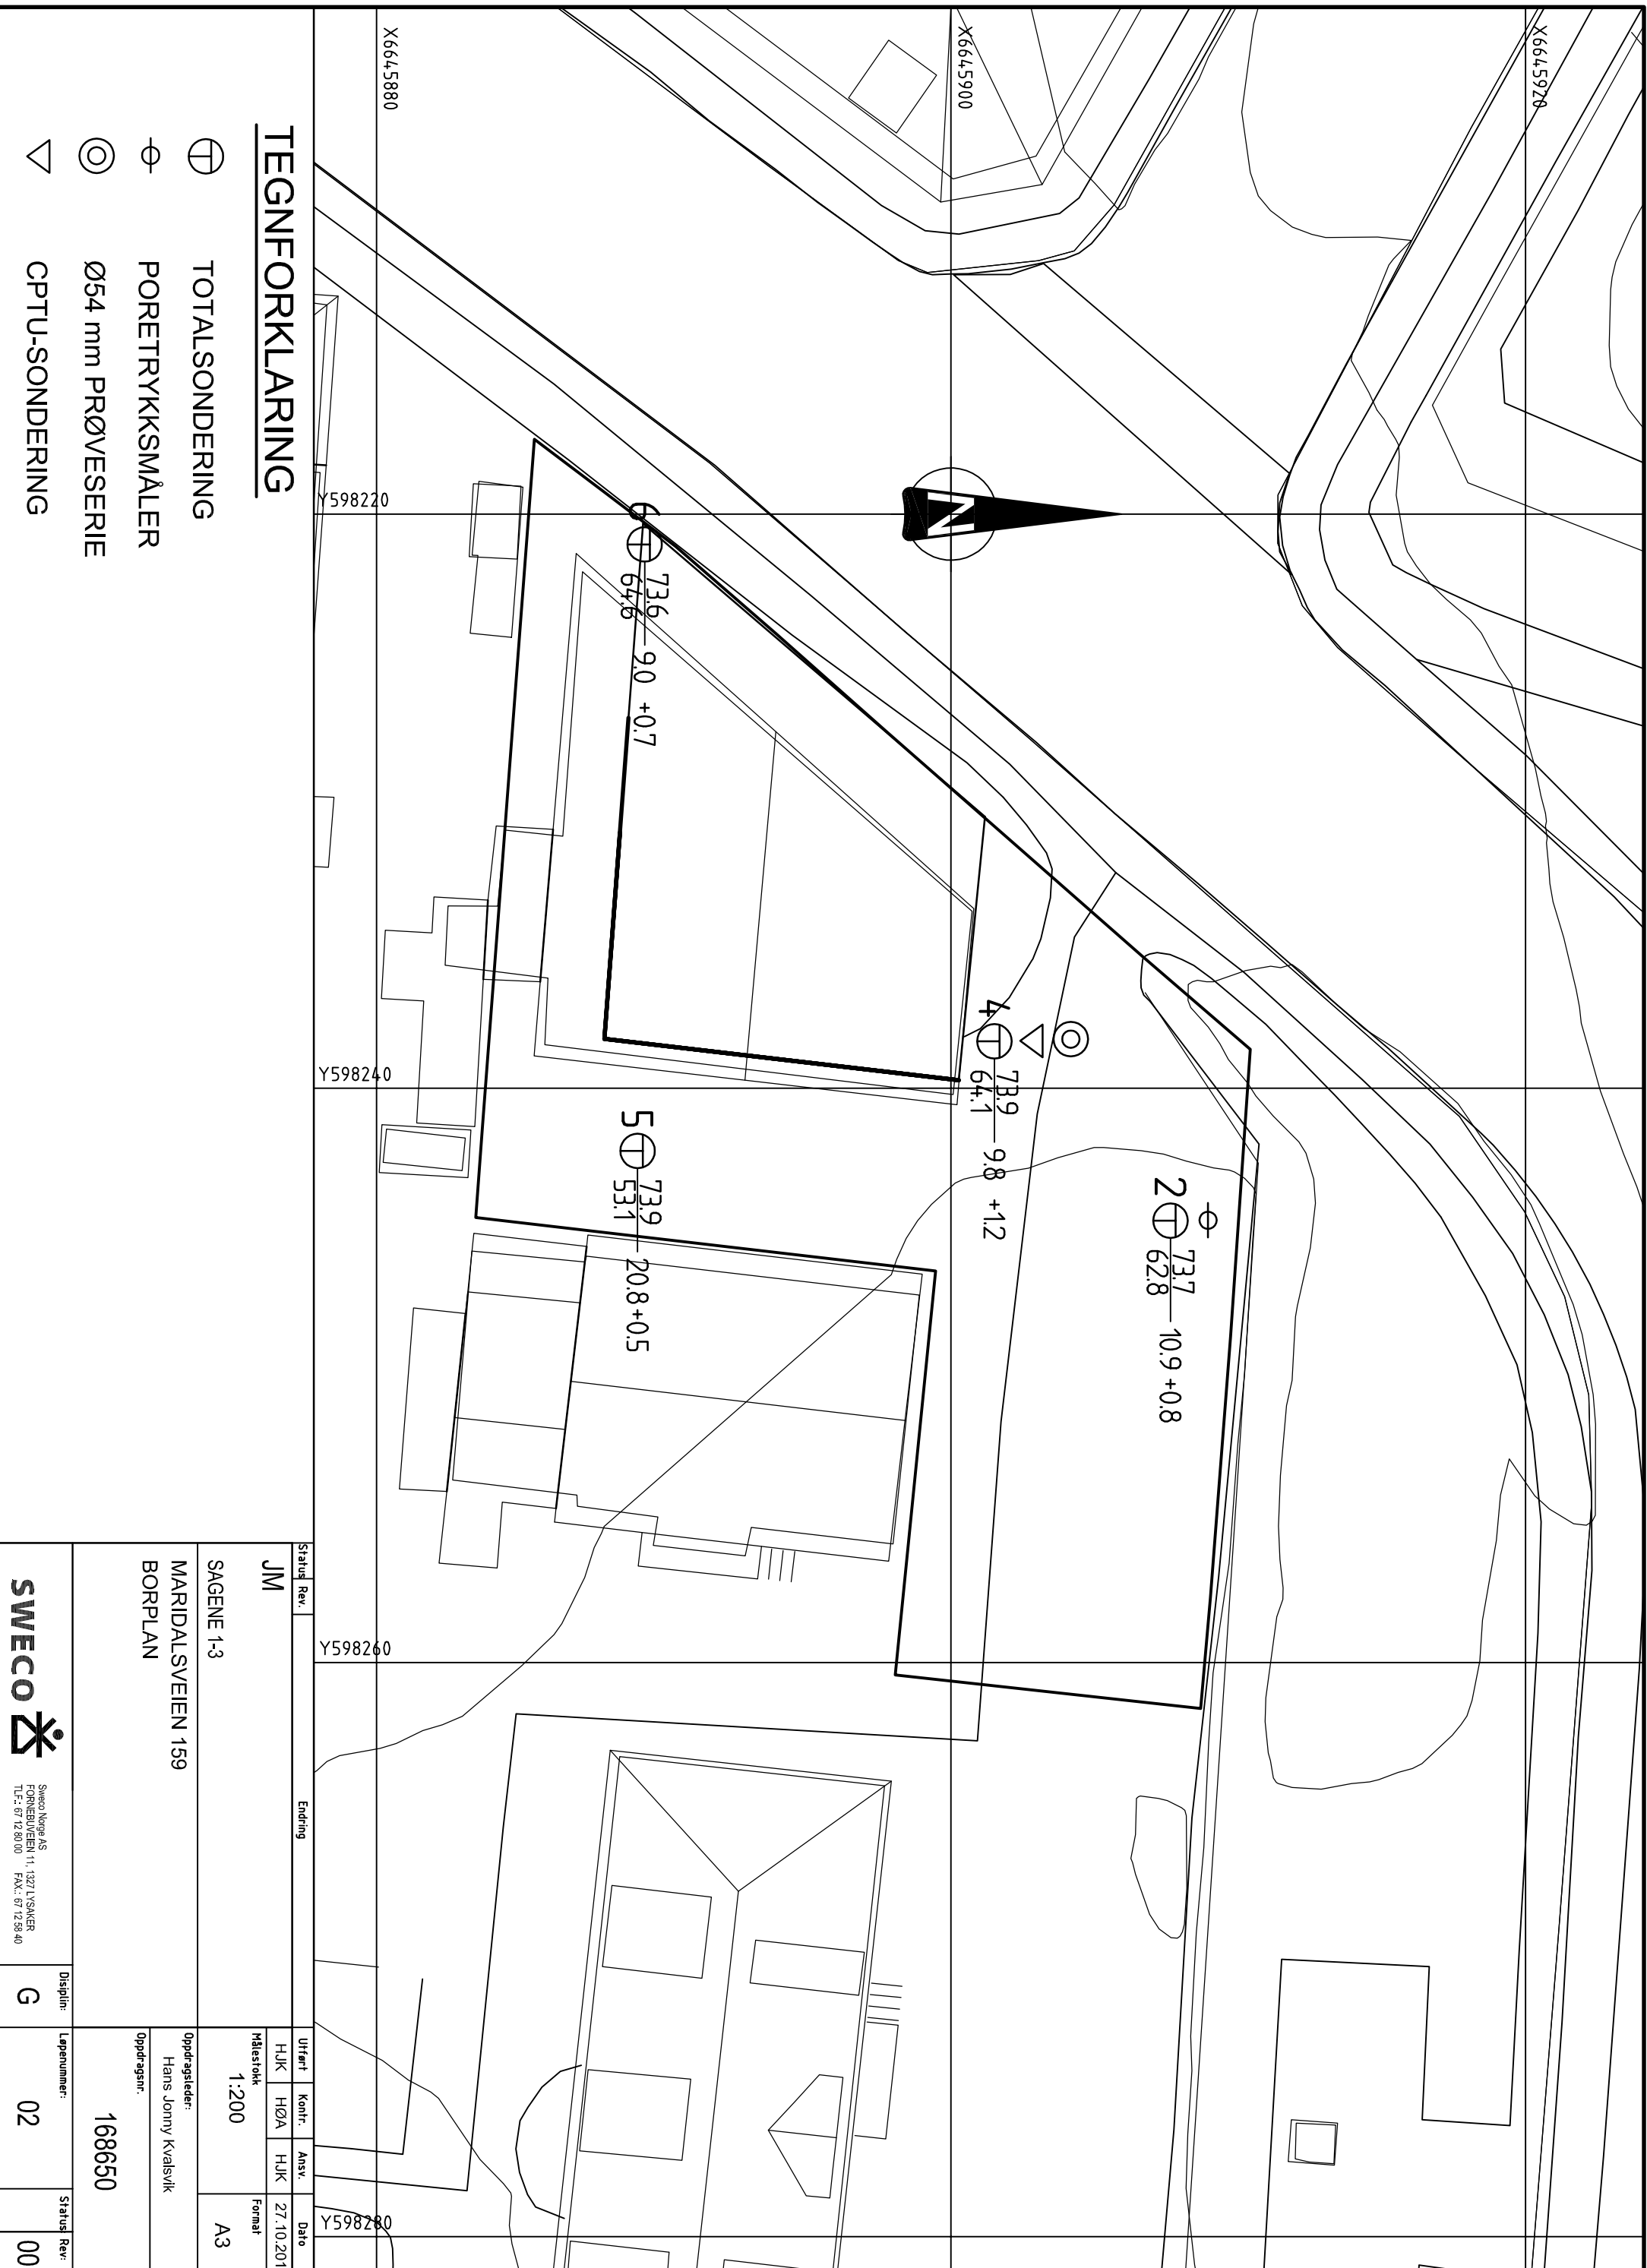 X6645920
X6645900
X6645880
Y598220
Y598240
Y598260
Y598280
N
2
73.7
62.8
10.9 +0.8
4
73.9
64.1
9.8 +1.2
5
73.9
53.1
20.8+0.5
6
73.6
64.6
9.0 +0.7
TEGNFORKLARING
TOTALSONDERING
PORETRYKKSMÅLER
Ø54 mm PRØVESERIE
CPTU-SONDERING
Status Rev. Endring Utført Kontr. Ansv. Dato
JM HJK HØA HJK
SAGENE 1-3
MARIDALSVEIEN 159
BORPLAN
Målestokk
1:200
Format
A3
Oppdragsleder:
Hans Jonny Kvalsvik
Oppdragsnr.
168650
SWECO
Sweco Norge AS
FORNEBUVEIEN 11, 1327 LYSAKER
TLF.: 67 12 80 00 FAX.: 67 12 58 40
Disiplin:
G
Løpenummer:
02
Status Rev:
00